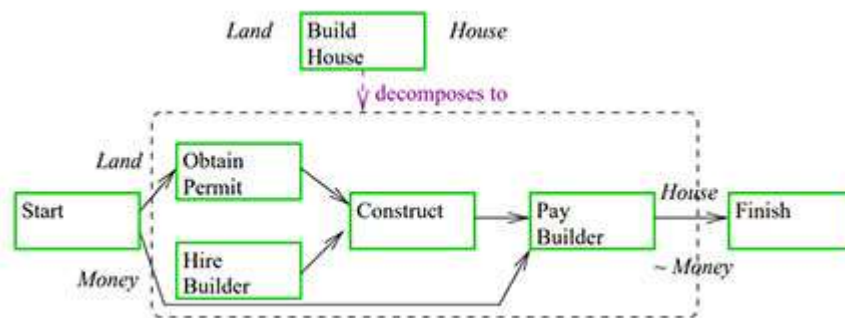 Land
Build
House
House
decomposes to
Land
Obtain
Permit
Start
Construct
Pay
Builder
House
Finish
Money
Hire
Builder
~ Money